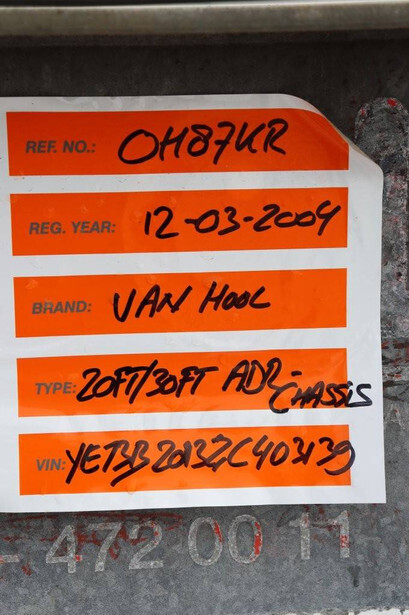 REF. NO.: OH87KR
REG. YEAR: 12-03-2004
BRAND: VAN HOOL
TYPE: 20FT/30FT ADR-
CHASSIS
VIN:
- 472 00 11